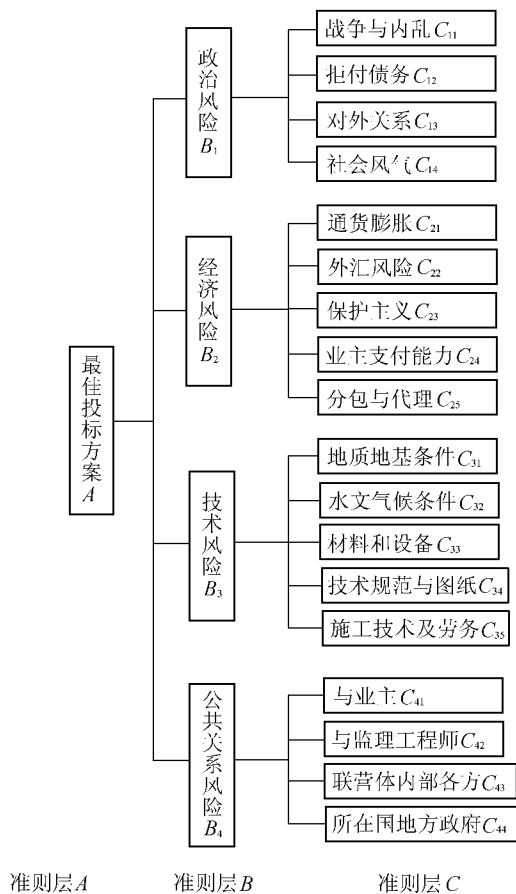 最佳投标方案A
政治风险B₁
战争与内乱C₁₁
拒付债务C₁₂
对外关系C₁₃
社会风气C₁₄
经济风险B₂
通货膨胀C₂₁
外汇风险C₂₂
保护主义C₂₃
业主支付能力C₂₄
分包与代理C₂₅
技术风险B₃
地质地基条件C₃₁
水文气候条件C₃₂
材料和设备C₃₃
技术规范与图纸C₃₄
施工技术及劳务C₃₅
公共关系风险B₄
与业主C₄₁
与监理工程师C₄₂
联营体内部各方C₄₃
所在国地方政府C₄₄
准则层A 准则层B 准则层C